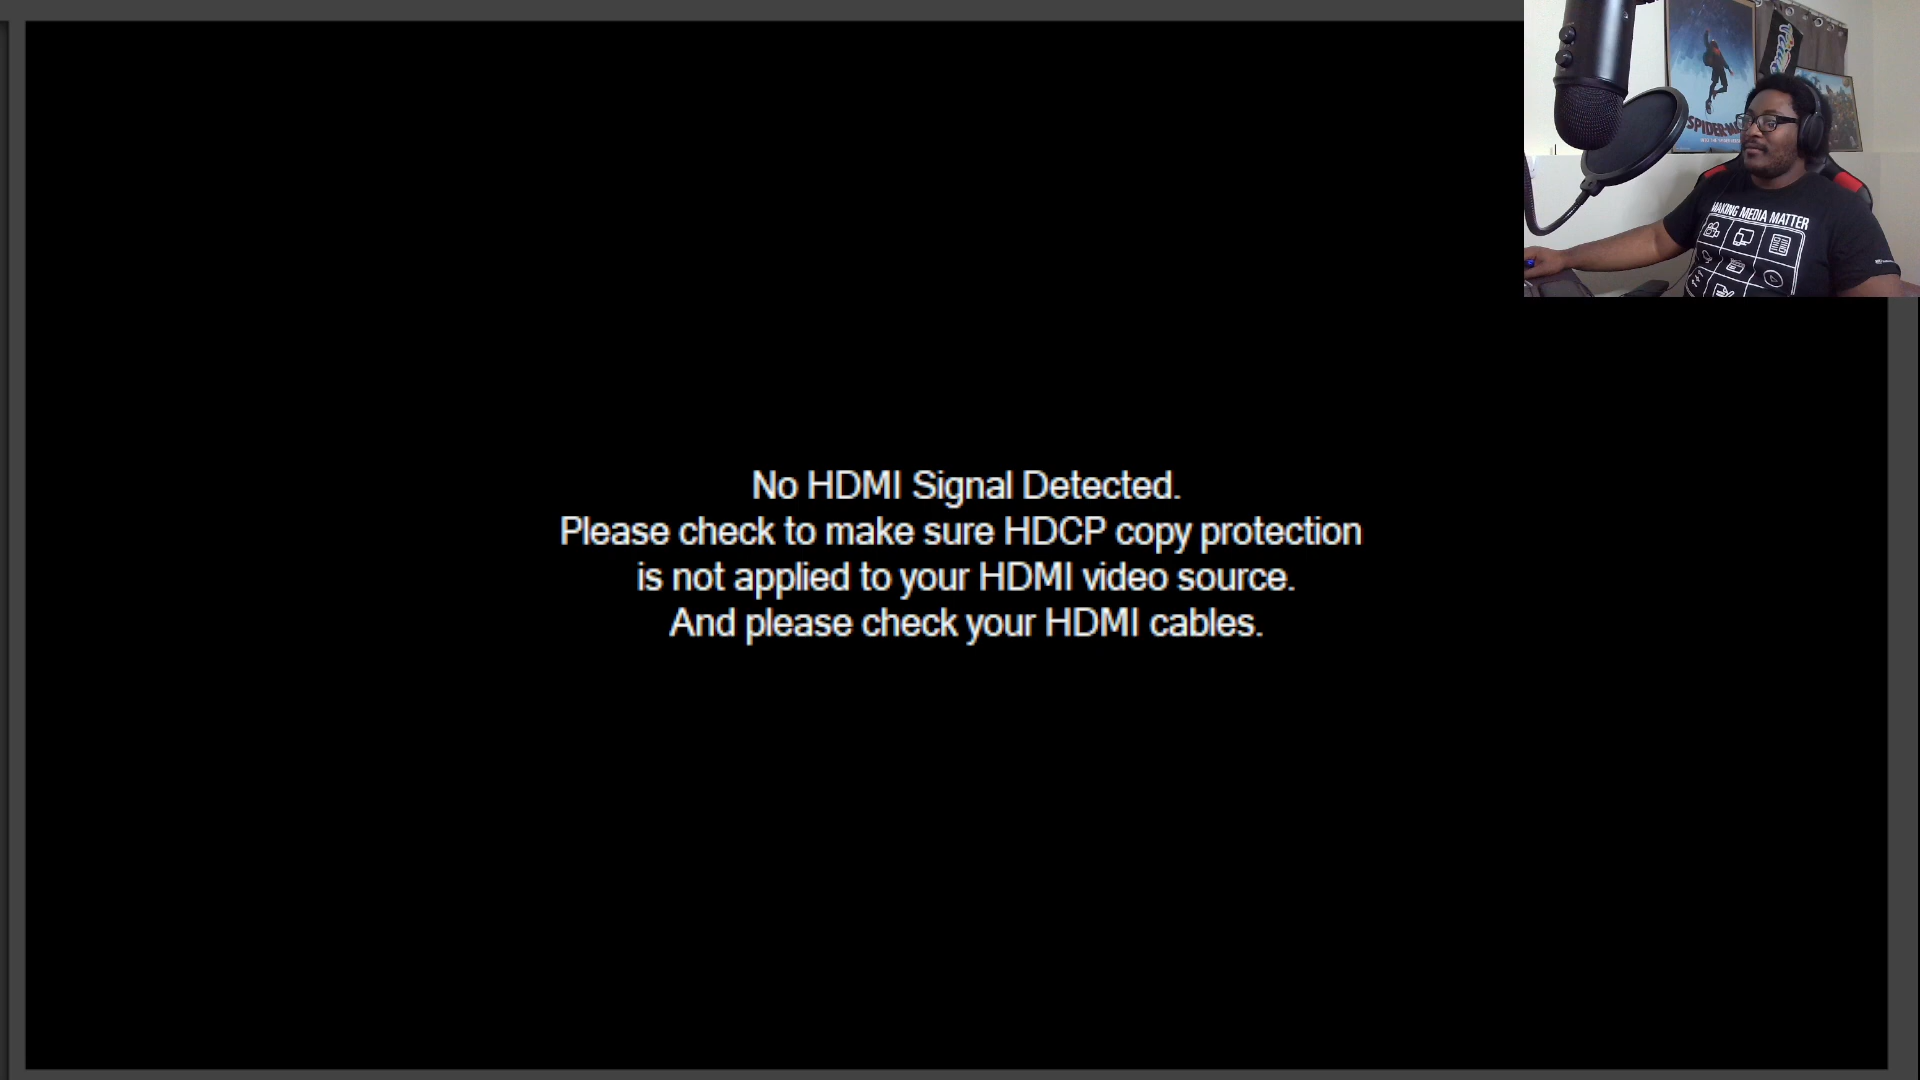 No HDMI Signal Detected.
Please check to make sure HDCP copy protection
is not applied to your HDMI video source.
And please check your HDMI cables.
SPIDER-M
MAKING MEDIA MATTER